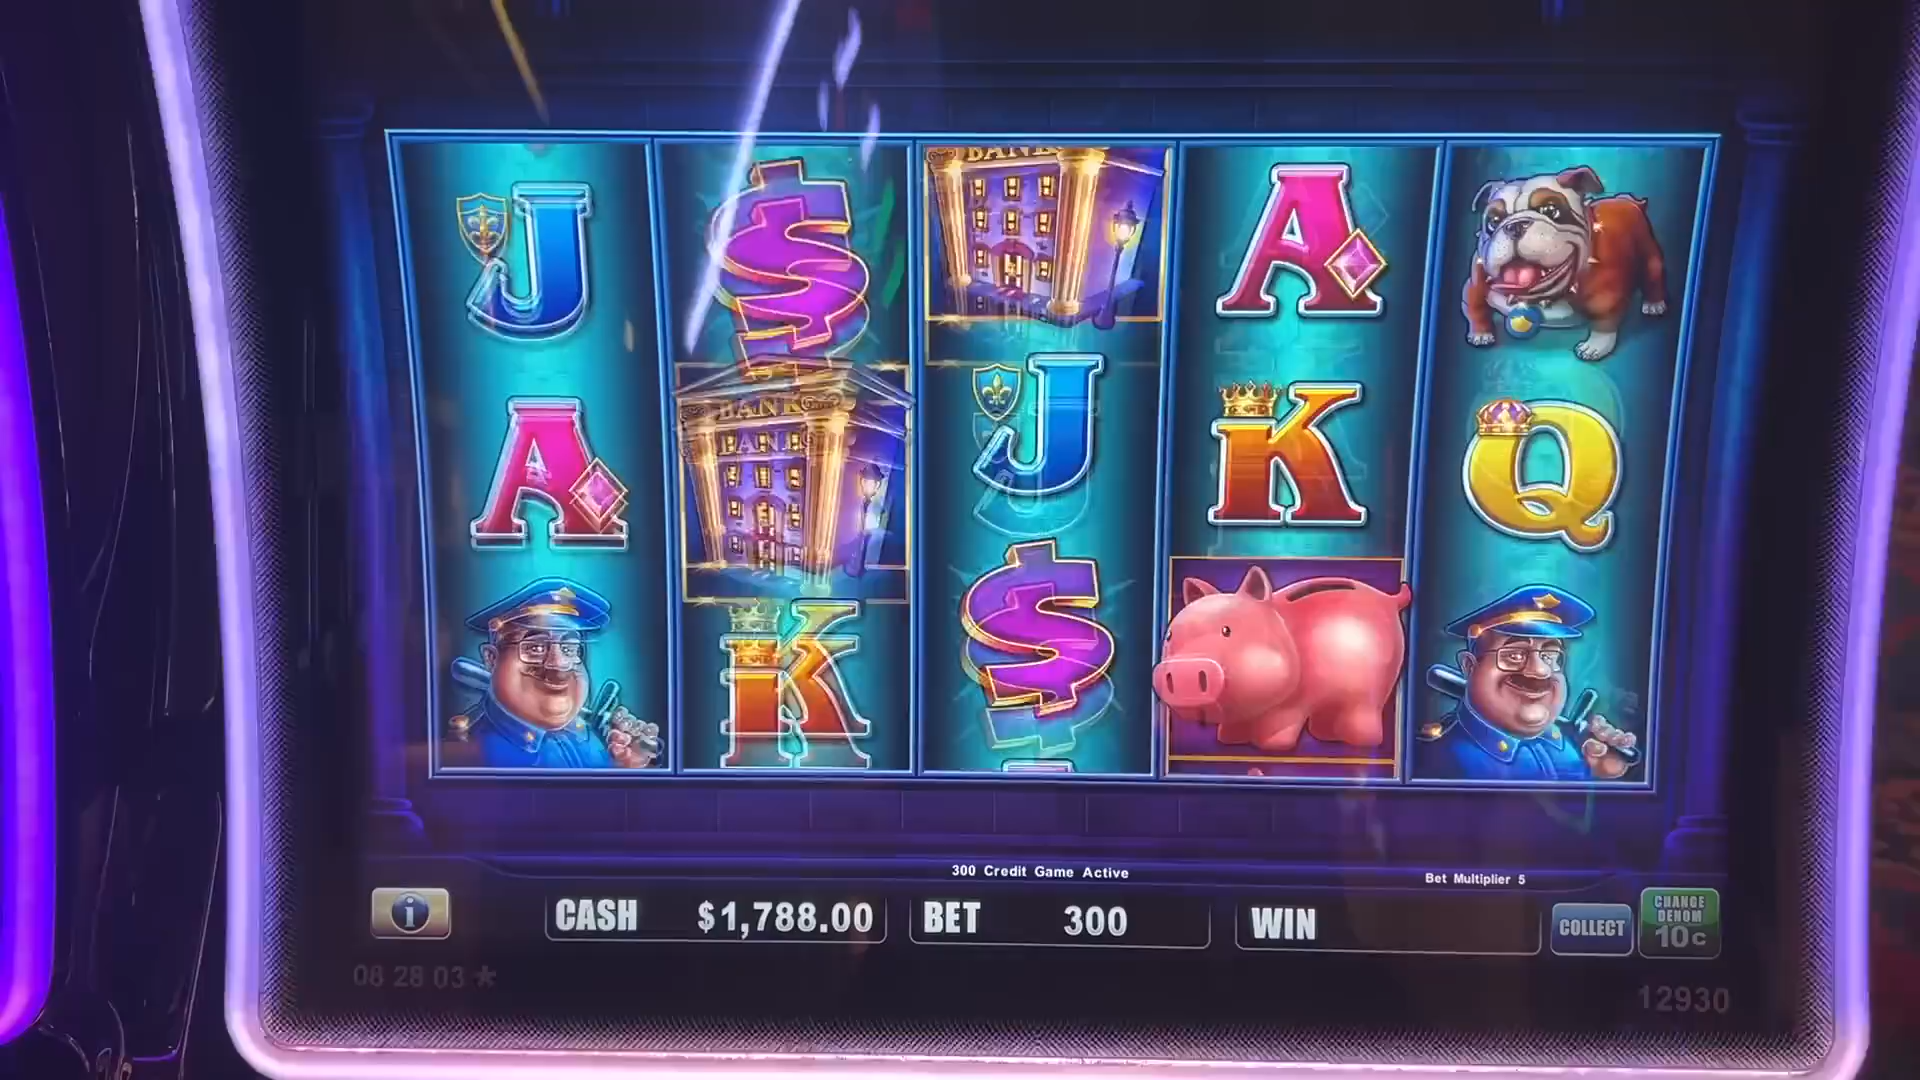 J
$
BANK
A
BANK
BANK
J
K
A
Q
K
$
300 Credit Game Active
Bet Multiplier 5
CASH $1,788.00
BET 300
WIN
COLLECT
CHANGE
DENOM
10c
08 28 03 ★
12930